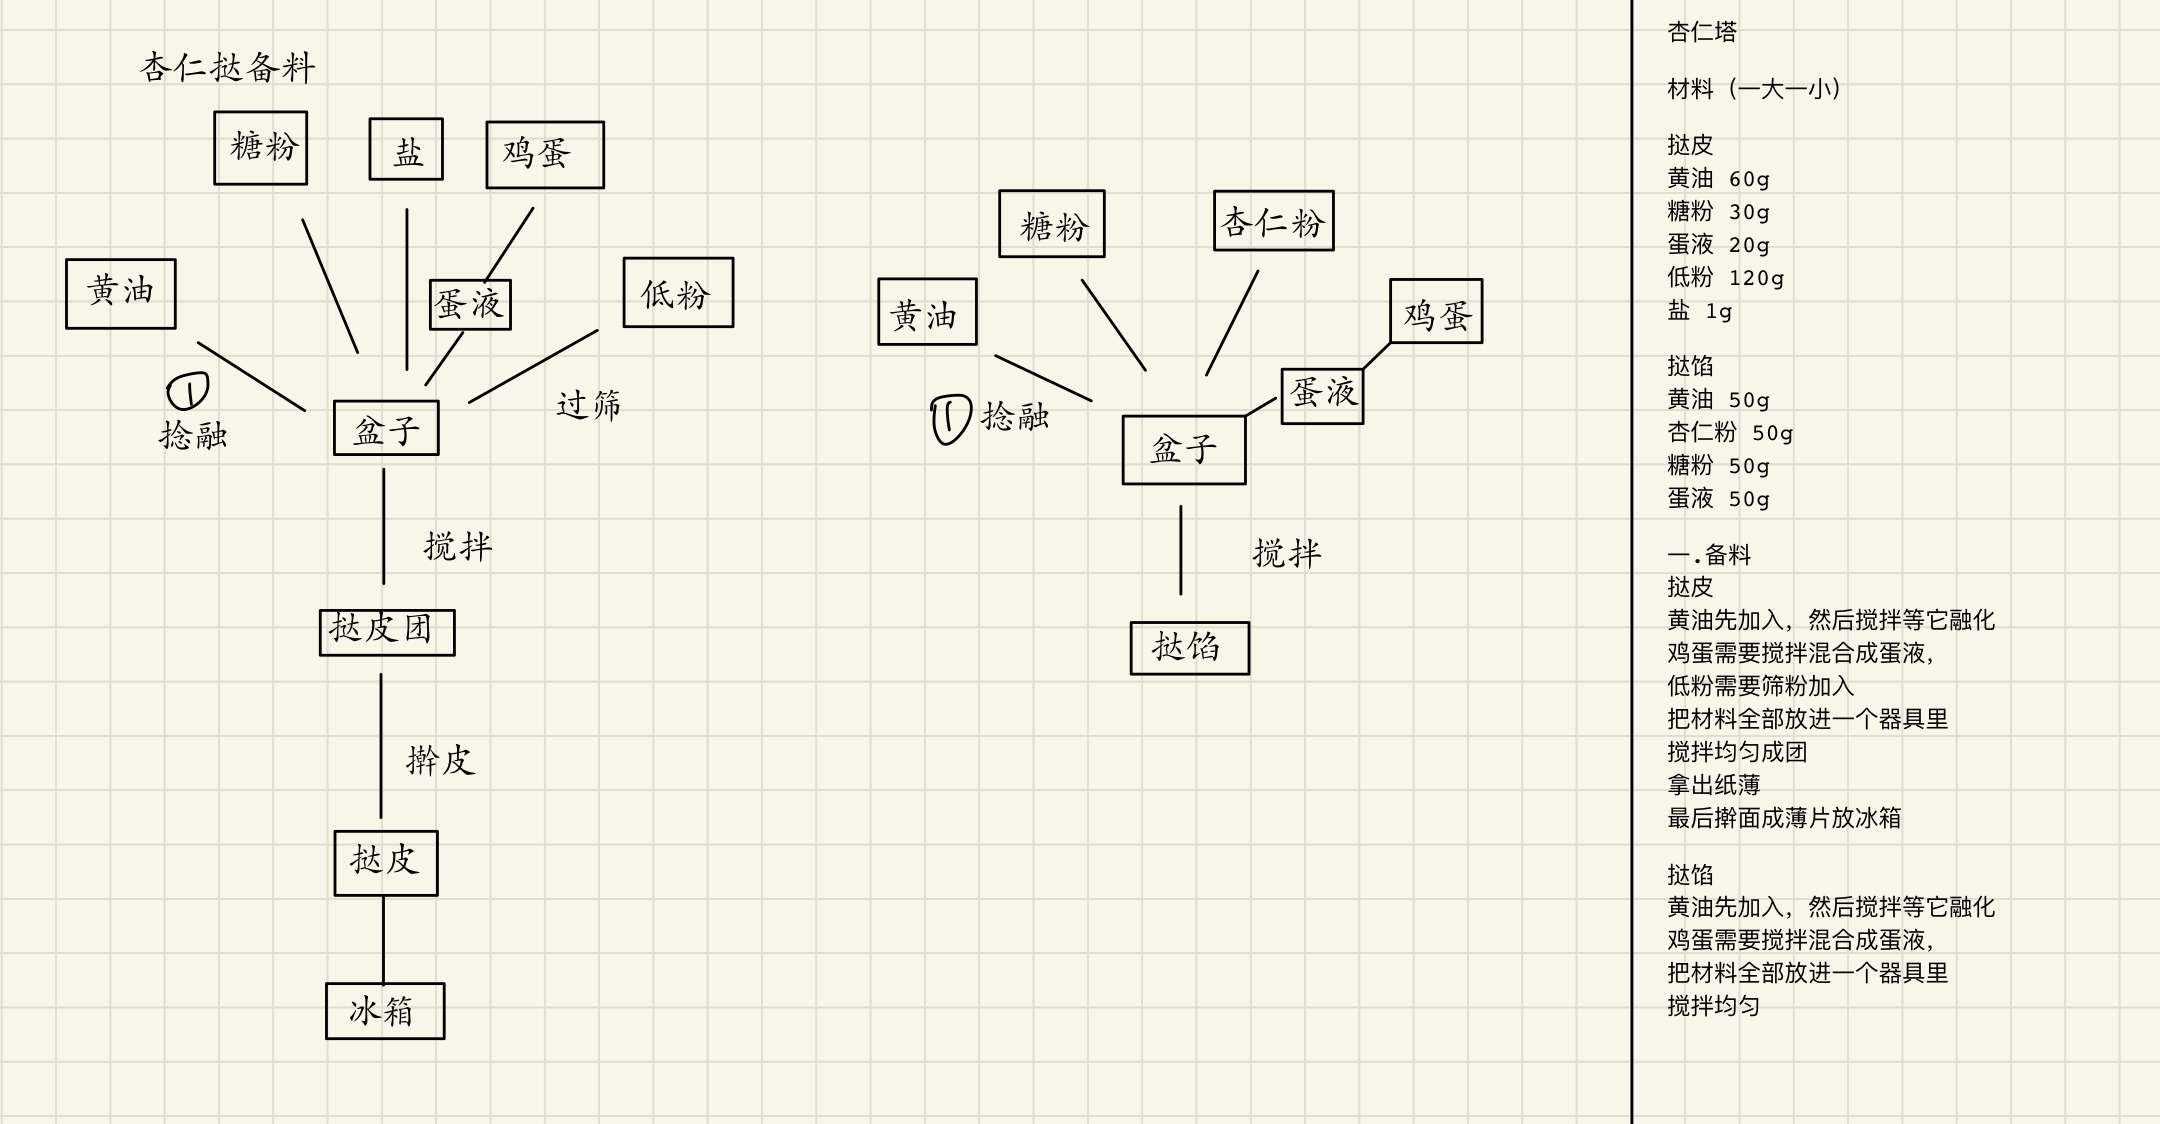 杏仁挞备料
糖粉
盐
鸡蛋
黄油
蛋液
低粉
①
捻融
盆子
过筛
搅拌
挞皮团
擀皮
挞皮
冰箱
糖粉
杏仁粉
黄油
鸡蛋
蛋液
① 捻融
盆子
搅拌
挞馅
杏仁塔
材料（一大一小）
挞皮
黄油 60g
糖粉 30g
蛋液 20g
低粉 120g
盐 1g
挞馅
黄油 50g
杏仁粉 50g
糖粉 50g
蛋液 50g
一.备料
挞皮
黄油先加入，然后搅拌等它融化
鸡蛋需要搅拌混合成蛋液，
低粉需要筛粉加入
把材料全部放进一个器具里
搅拌均匀成团
拿出纸薄
最后擀面成薄片放冰箱
挞馅
黄油先加入，然后搅拌等它融化
鸡蛋需要搅拌混合成蛋液，
把材料全部放进一个器具里
搅拌均匀